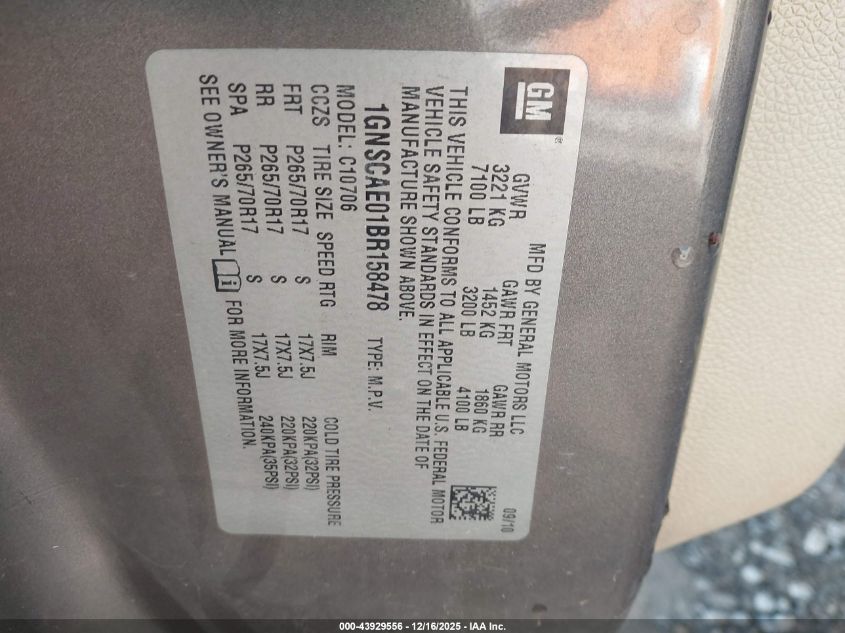 GM
MFD BY GENERAL MOTORS LLC 09/10
GVWR GAWR FRT GAWR RR
3221 KG 1452 KG 1860 KG
7100 LB 3200 LB 4100 LB
THIS VEHICLE CONFORMS TO ALL APPLICABLE U.S. FEDERAL MOTOR
VEHICLE SAFETY STANDARDS IN EFFECT ON THE DATE OF
MANUFACTURE SHOWN ABOVE.
1GNSCAE01BR158478 TYPE: M.P.V.
MODEL: C10706
CCZS TIRE SIZE SPEED RTG RIM COLD TIRE PRESSURE
FRT P265/70R17 S 17X7.5J 220KPA(32PSI)
RR P265/70R17 S 17X7.5J 220KPA(32PSI)
SPA P265/70R17 S 17X7.5J 240KPA(35PSI)
SEE OWNER'S MANUAL i FOR MORE INFORMATION.
000-43929556 - 12/16/2025 - IAA Inc.